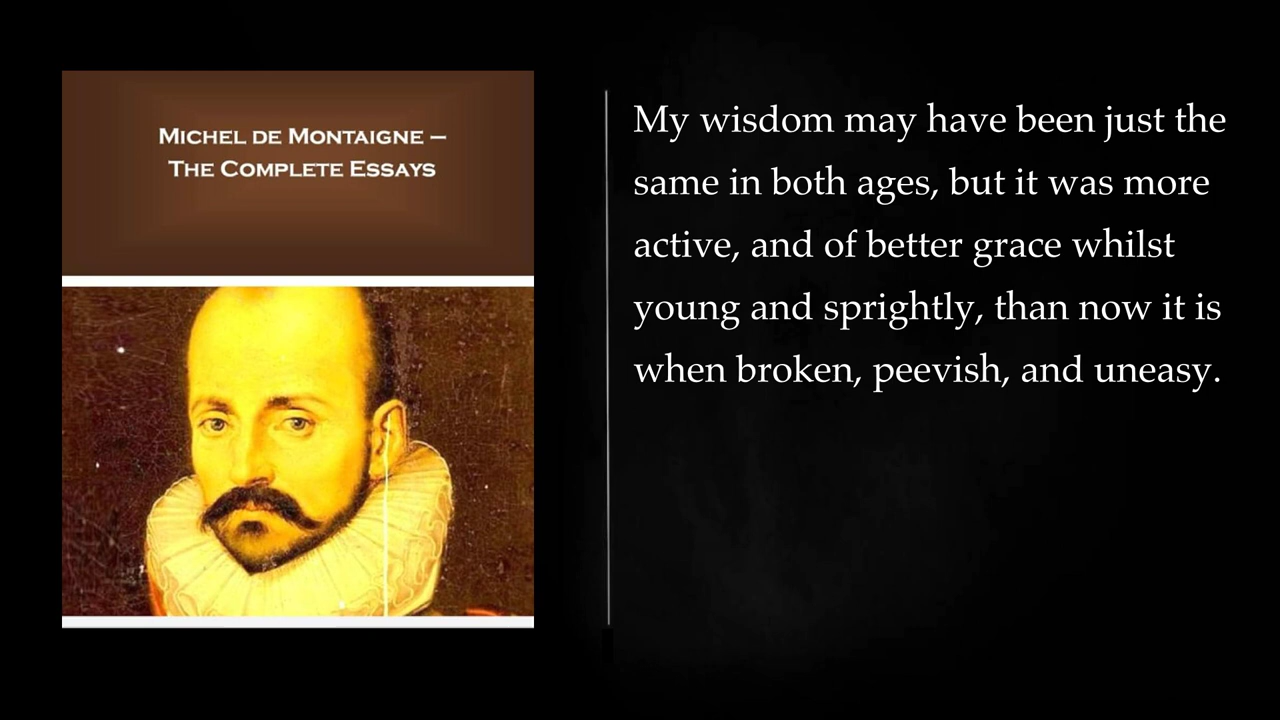 MICHEL DE MONTAIGNE –
THE COMPLETE ESSAYS
My wisdom may have been just the
same in both ages, but it was more
active, and of better grace whilst
young and sprightly, than now it is
when broken, peevish, and uneasy.